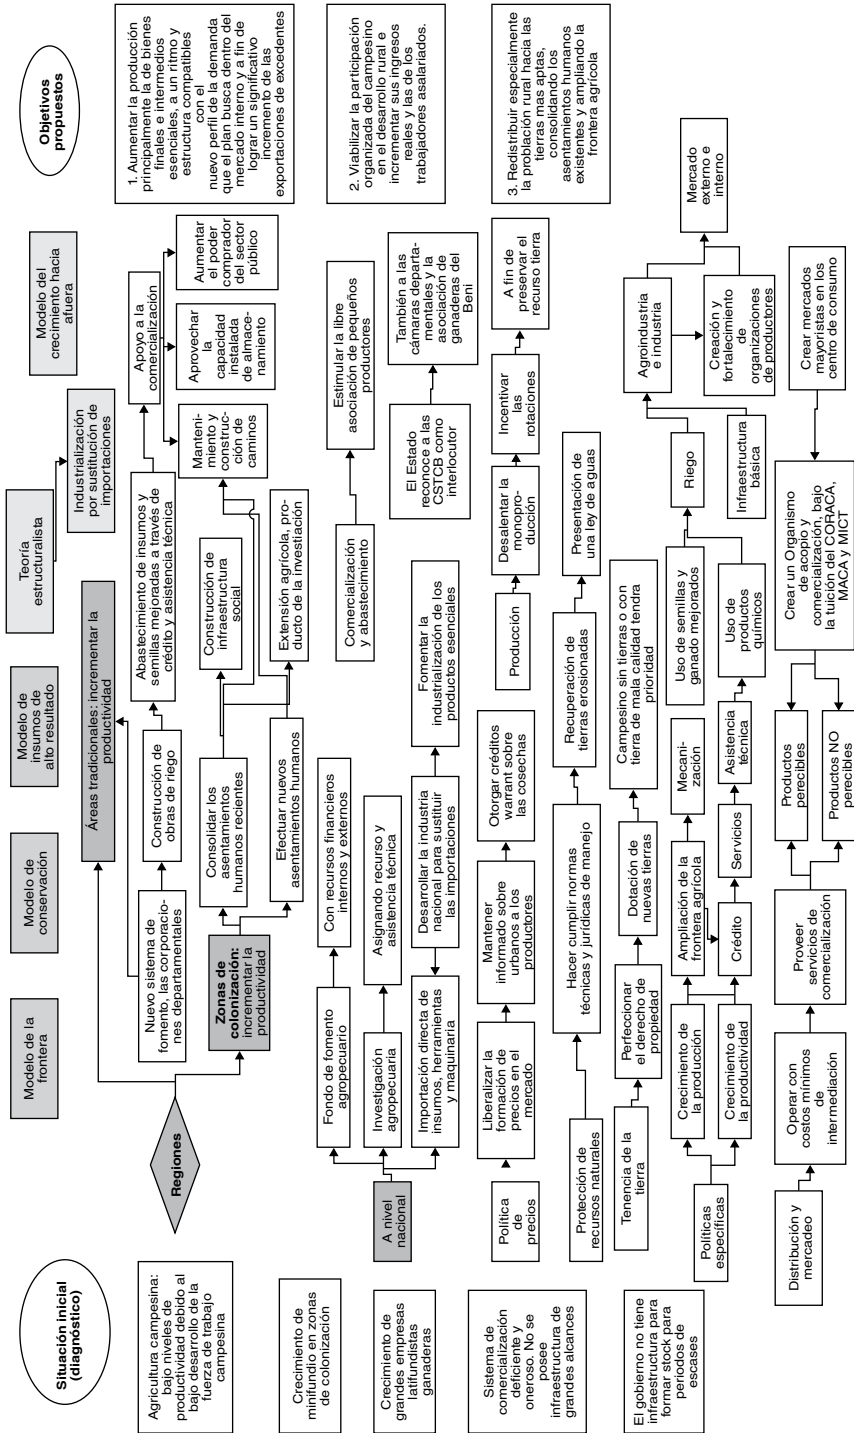 Situación inicial
(diagnóstico)
Agricultura campesina:
bajo niveles de
productividad debido al
bajo desarrollo de la
fuerza de trabajo
campesina
Crecimiento de
minifundio en zonas
de colonización
Crecimiento de
grandes empresas
latifundistas
ganaderas
Sistema de
comercialización
deficiente y
oneroso. No se
posee
infraestructura de
grandes alcances
El gobierno no tiene
infraestructura para
formar stock para
periodos de
escases
Modelo de la
frontera
Modelo de
conservación
Modelo de
insumos de
alto resultado
Teoría
estructuralista
Industrialización
por sustitución de
importaciones
Modelo del
crecimiento hacia
afuera
Regiones
Áreas tradicionales: incrementar la
productividad
Nuevo sistema de
fomento, las corporacio-
nes departamentales
Construcción de
obras de riego
Abastecimiento de insumos y
semillas mejoradas a través de
crédito y asistencia técnica
Apoyo a la
comercialización
Manteni-
miento y
construc-
ción de
caminos
Aprovechar
la
capacidad
instalada
de almace-
namiento
Aumentar
el poder
comprador
del sector
público
Zonas de
colonización:
incrementar la
productividad
Consolidar los
asentamientos
humanos recientes
Construcción de
infraestructura
social
Efectuar nuevos
asentamientos humanos
Extensión agrícola, pro-
ducto de la investiación
A nivel
nacional
Fondo de fomento
agropecuario
Con recursos financieros
internos y externos
Investigación
agropecuaria
Asignando recurso y
asistencia técnica
Importación directa de
insumos, herramientas
y maquinaria
Desarrollar la industria
nacional para sustituir
las importaciones
Fomentar la
industrialización de los
productos esenciales
Comercialización
y abastecimiento
Estimular la libre
asociación de pequeños
productores
El Estado
reconoce a las
CSTCB como
interlocutor
También a las
cámaras departa-
mentales y la
asociación de
ganaderas del
Beni
Política
de
precios
Liberalizar la
formación de
precios en el
mercado
Mantener
informado sobre
urbanos a los
productores
Otorgar créditos
warrant sobre
las cosechas
Producción
Desalentar la
monopro-
ducción
Incentivar
las
rotaciones
A fin de
preservar el
recurso tierra
Protección de
recursos naturales
Hacer cumplir normas
técnicas y jurídicas de manejo
Recuperación de
tierras erosionadas
Presentación de
una ley de aguas
Tenencia de la
tierra
Perfeccionar
el derecho de
propiedad
Dotación de
nuevas tierras
Campesino sin tierras o con
tierra de mala calidad tendra
prioridad
Políticas
específicas
Crecimiento de
la producción
Ampliación de la
frontera agrícola
Mecani-
zación
Crecimiento de
la productividad
Crédito
Servicios
Asistencia
técnica
Uso de
productos
químicos
Uso de semillas y
ganado mejorados
Riego
Infraestructura
básica
Agroindustria
e industria
Creación y
fortalecimiento
de
organizaciones
de productores
Mercado
externo e
interno
Distribución y
mercadeo
Operar con
costos mínimos
de
intermediación
Proveer
servicios de
comercialización
Productos
perecibles
Productos NO
perecibles
Crear un Organismo
de acopio y
comercialización, bajo
la tuición del CORACA,
MACA y MICT
Crear mercados
mayoristas en los
centro de consumo
Objetivos
propuestos
1. Aumentar la producción
principalmente la de bienes
finales e intermedios
esenciales, a un ritmo y
estructura compatibles
con el
nuevo perfil de la demanda
que el plan busca dentro del
mercado interno y a fin de
lograr un significativo
incremento de las
exportaciones de excedentes
2. Viabilizar la participación
organizada del campesino
en el desarrollo rural e
incrementar sus ingresos
reales y las de los
trabajadores asalariados.
3. Redistribuir especialmente
la problación rural hacia las
tierras mas aptas,
consolidando los
asentamientos humanos
existentes y ampliando la
frontera agrícola